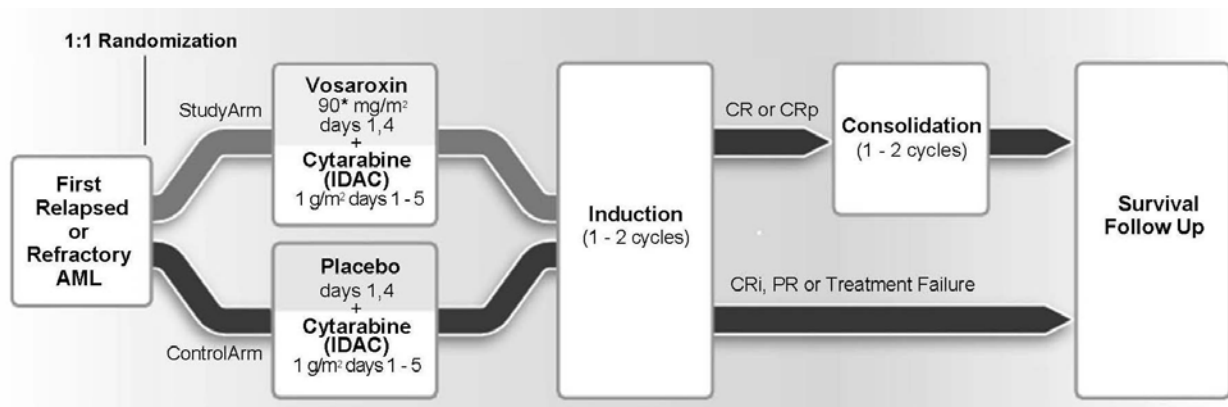 1:1 Randomization
StudyArm
ControlArm
First
Relapsed
or
Refractory
AML
Vosaroxin
90* mg/m²
days 1,4
+
Cytarabine
(IDAC)
1 g/m² days 1 - 5
Placebo
days 1,4
+
Cytarabine
(IDAC)
1 g/m² days 1 - 5
Induction
(1 - 2 cycles)
CR or CRp
Consolidation
(1 - 2 cycles)
CRi, PR or Treatment Failure
Survival
Follow Up